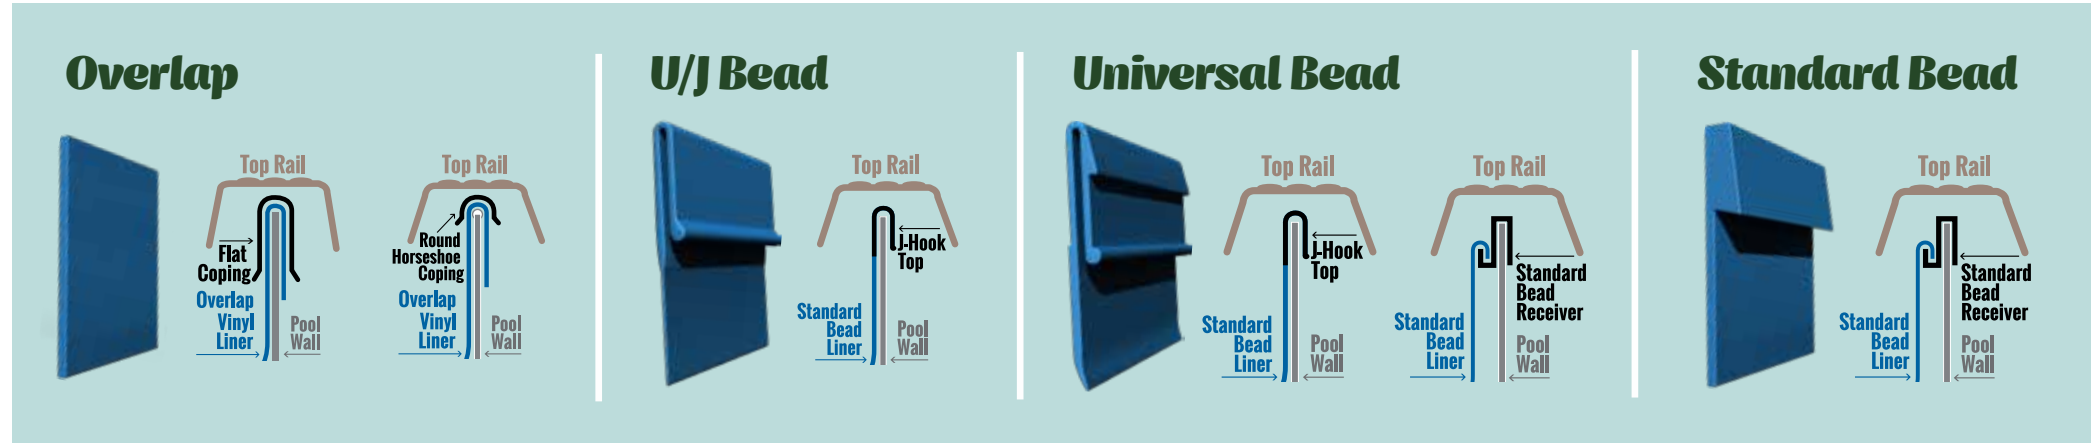 Overlap
Top Rail
Flat
Coping
Overlap
Vinyl
Liner
Pool
Wall
Top Rail
Round
Horseshoe
Coping
Overlap
Vinyl
Liner
Pool
Wall
U/J Bead
Top Rail
J-Hook
Top
Standard
Bead
Liner
Pool
Wall
Universal Bead
Top Rail
J-Hook
Top
Standard
Bead
Liner
Pool
Wall
Top Rail
Standard
Bead
Receiver
Standard
Bead
Liner
Pool
Wall
Standard Bead
Top Rail
Standard
Bead
Receiver
Standard
Bead
Liner
Pool
Wall